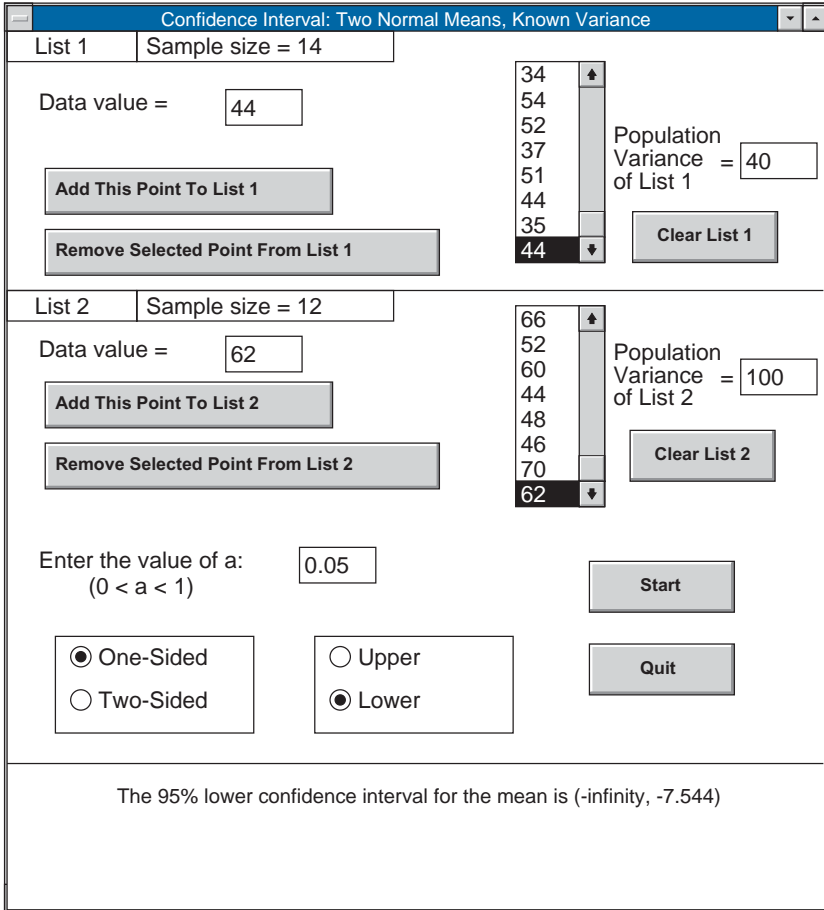 Confidence Interval: Two Normal Means, Known Variance
List 1
Sample size = 14
Data value =
44
Add This Point To List 1
Remove Selected Point From List 1
34
54
52
37
51
44
35
44
Population
Variance = 40
of List 1
Clear List 1
List 2
Sample size = 12
Data value =
62
Add This Point To List 2
Remove Selected Point From List 2
66
52
60
44
48
46
70
62
Population
Variance = 100
of List 2
Clear List 2
Enter the value of a:
(0 < a < 1)
0.05
Start
One-Sided
Two-Sided
Upper
Lower
Quit
The 95% lower confidence interval for the mean is (-infinity, -7.544)